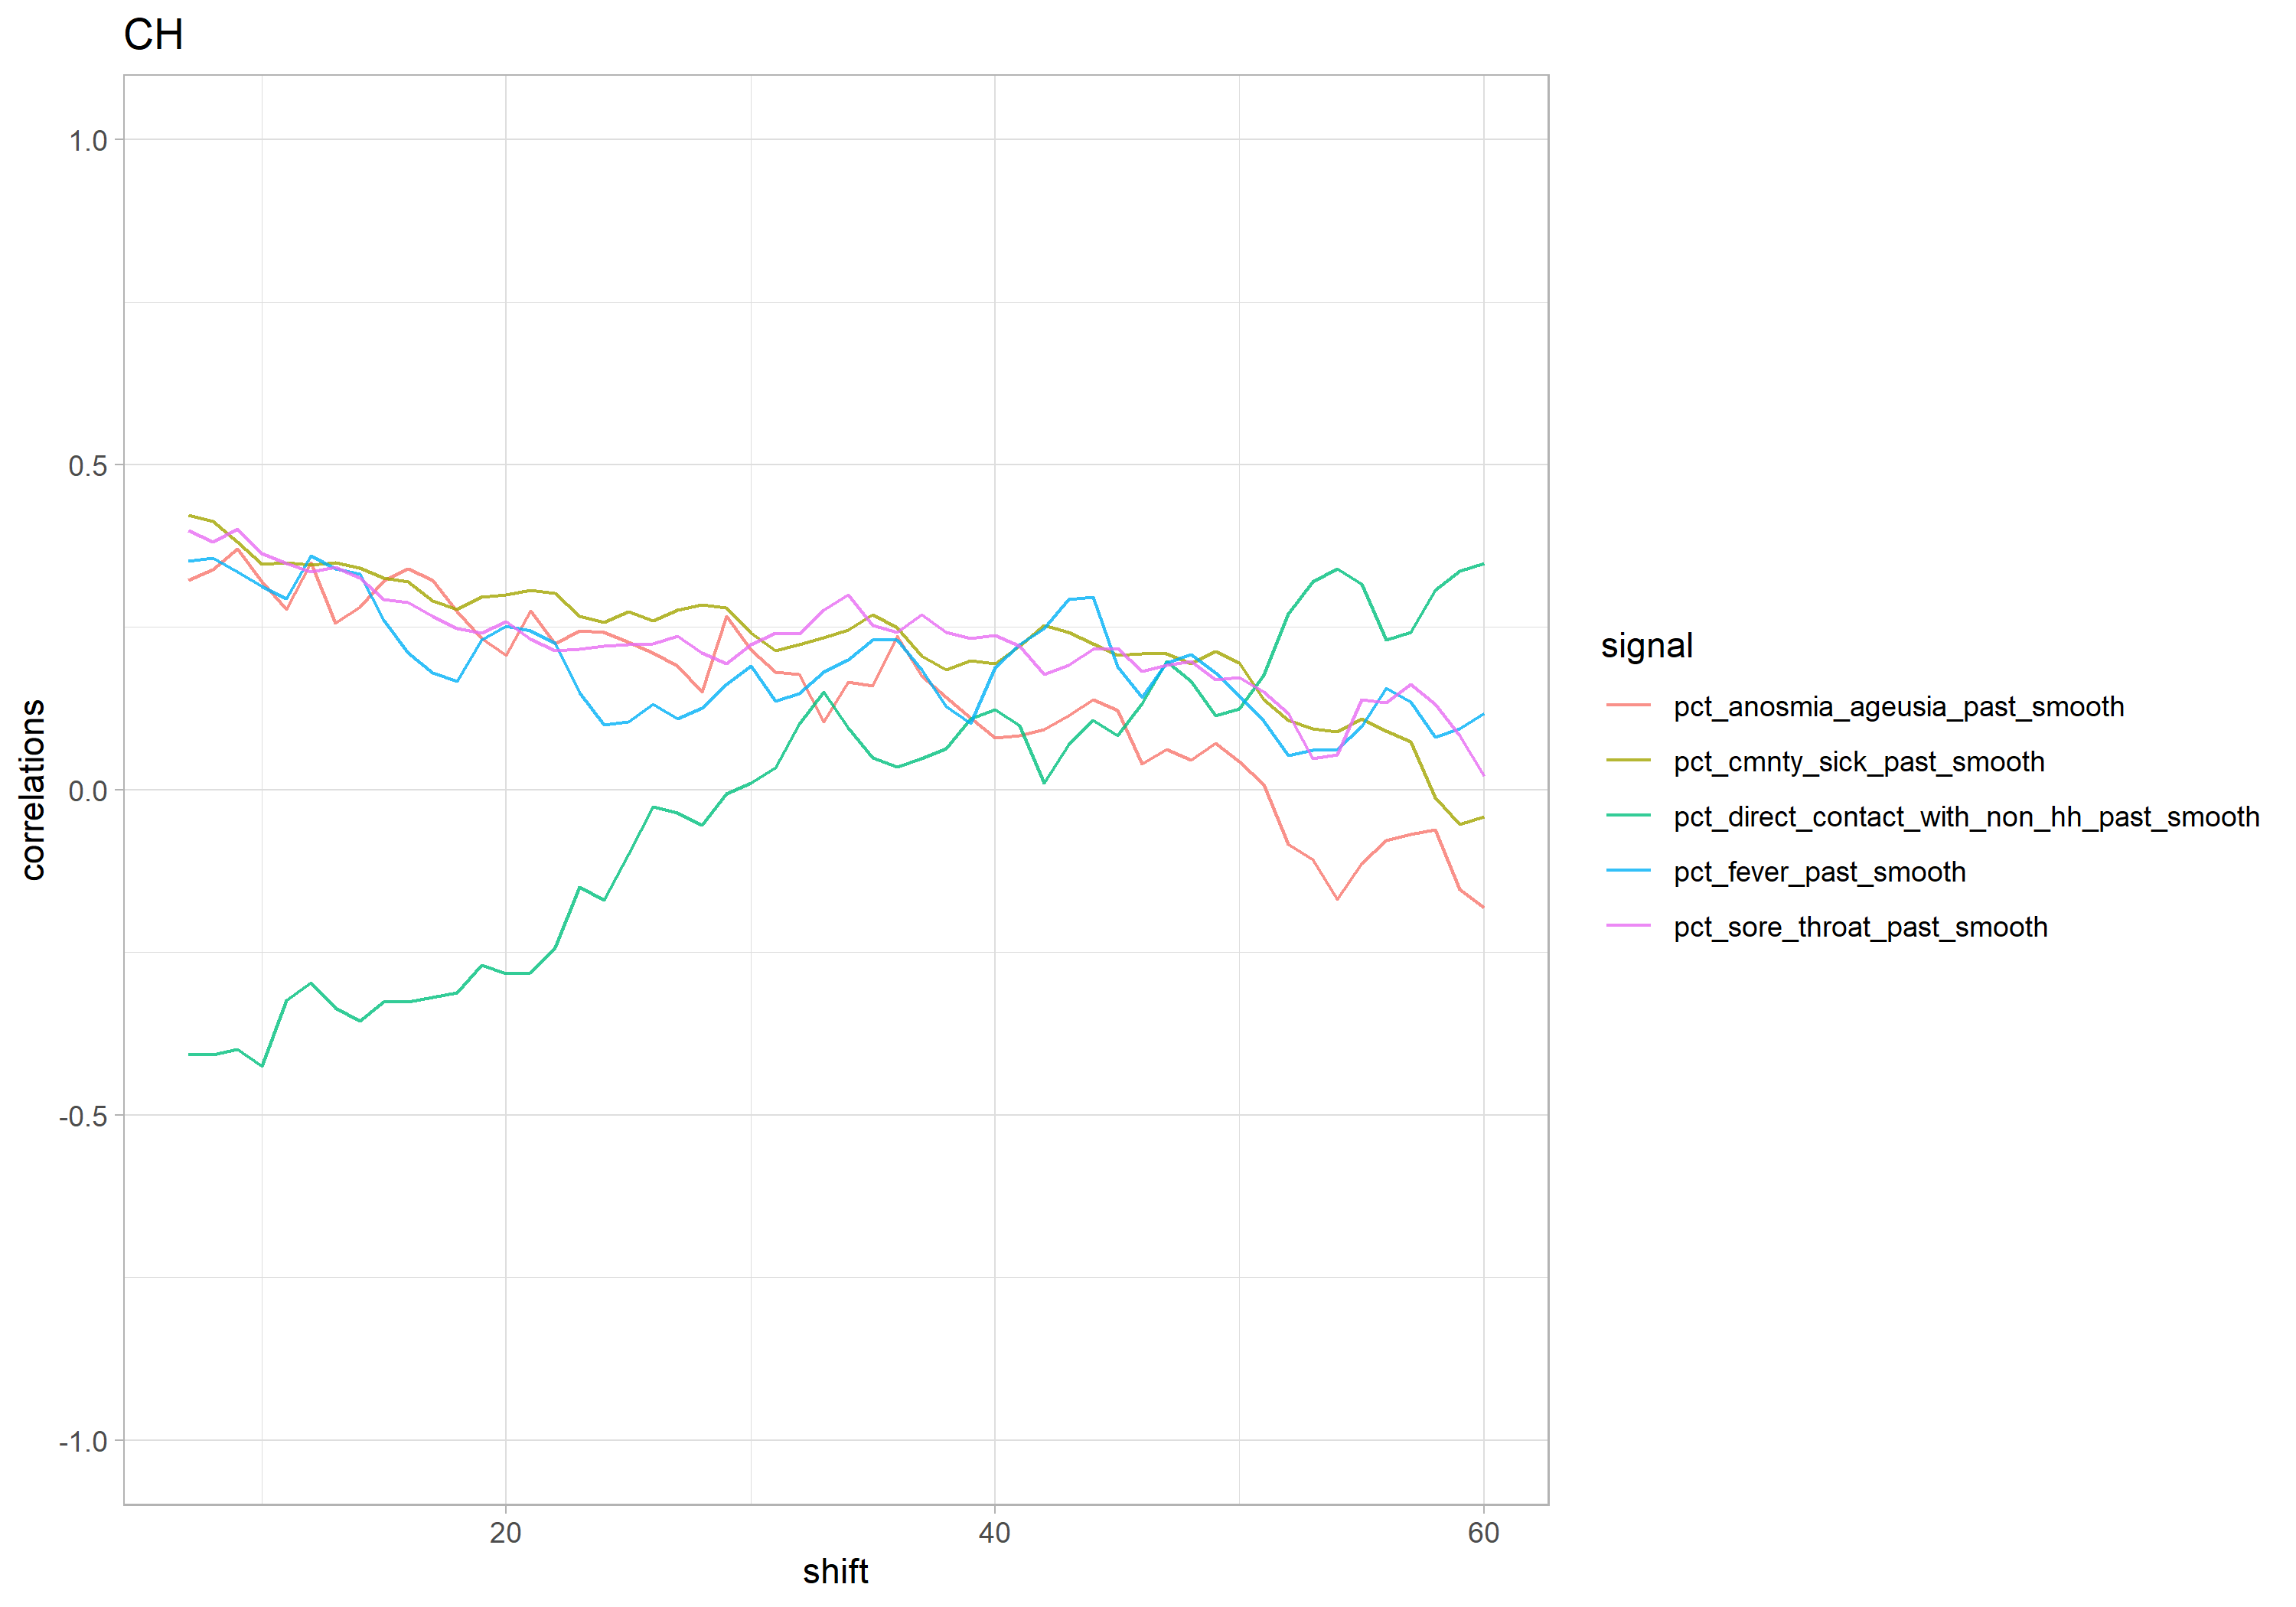 CH
1.0
0.5
0.0
-0.5
-1.0
correlations
20 40 60
shift
signal
pct_anosmia_ageusia_past_smooth
pct_cmnty_sick_past_smooth
pct_direct_contact_with_non_hh_past_smooth
pct_fever_past_smooth
pct_sore_throat_past_smooth